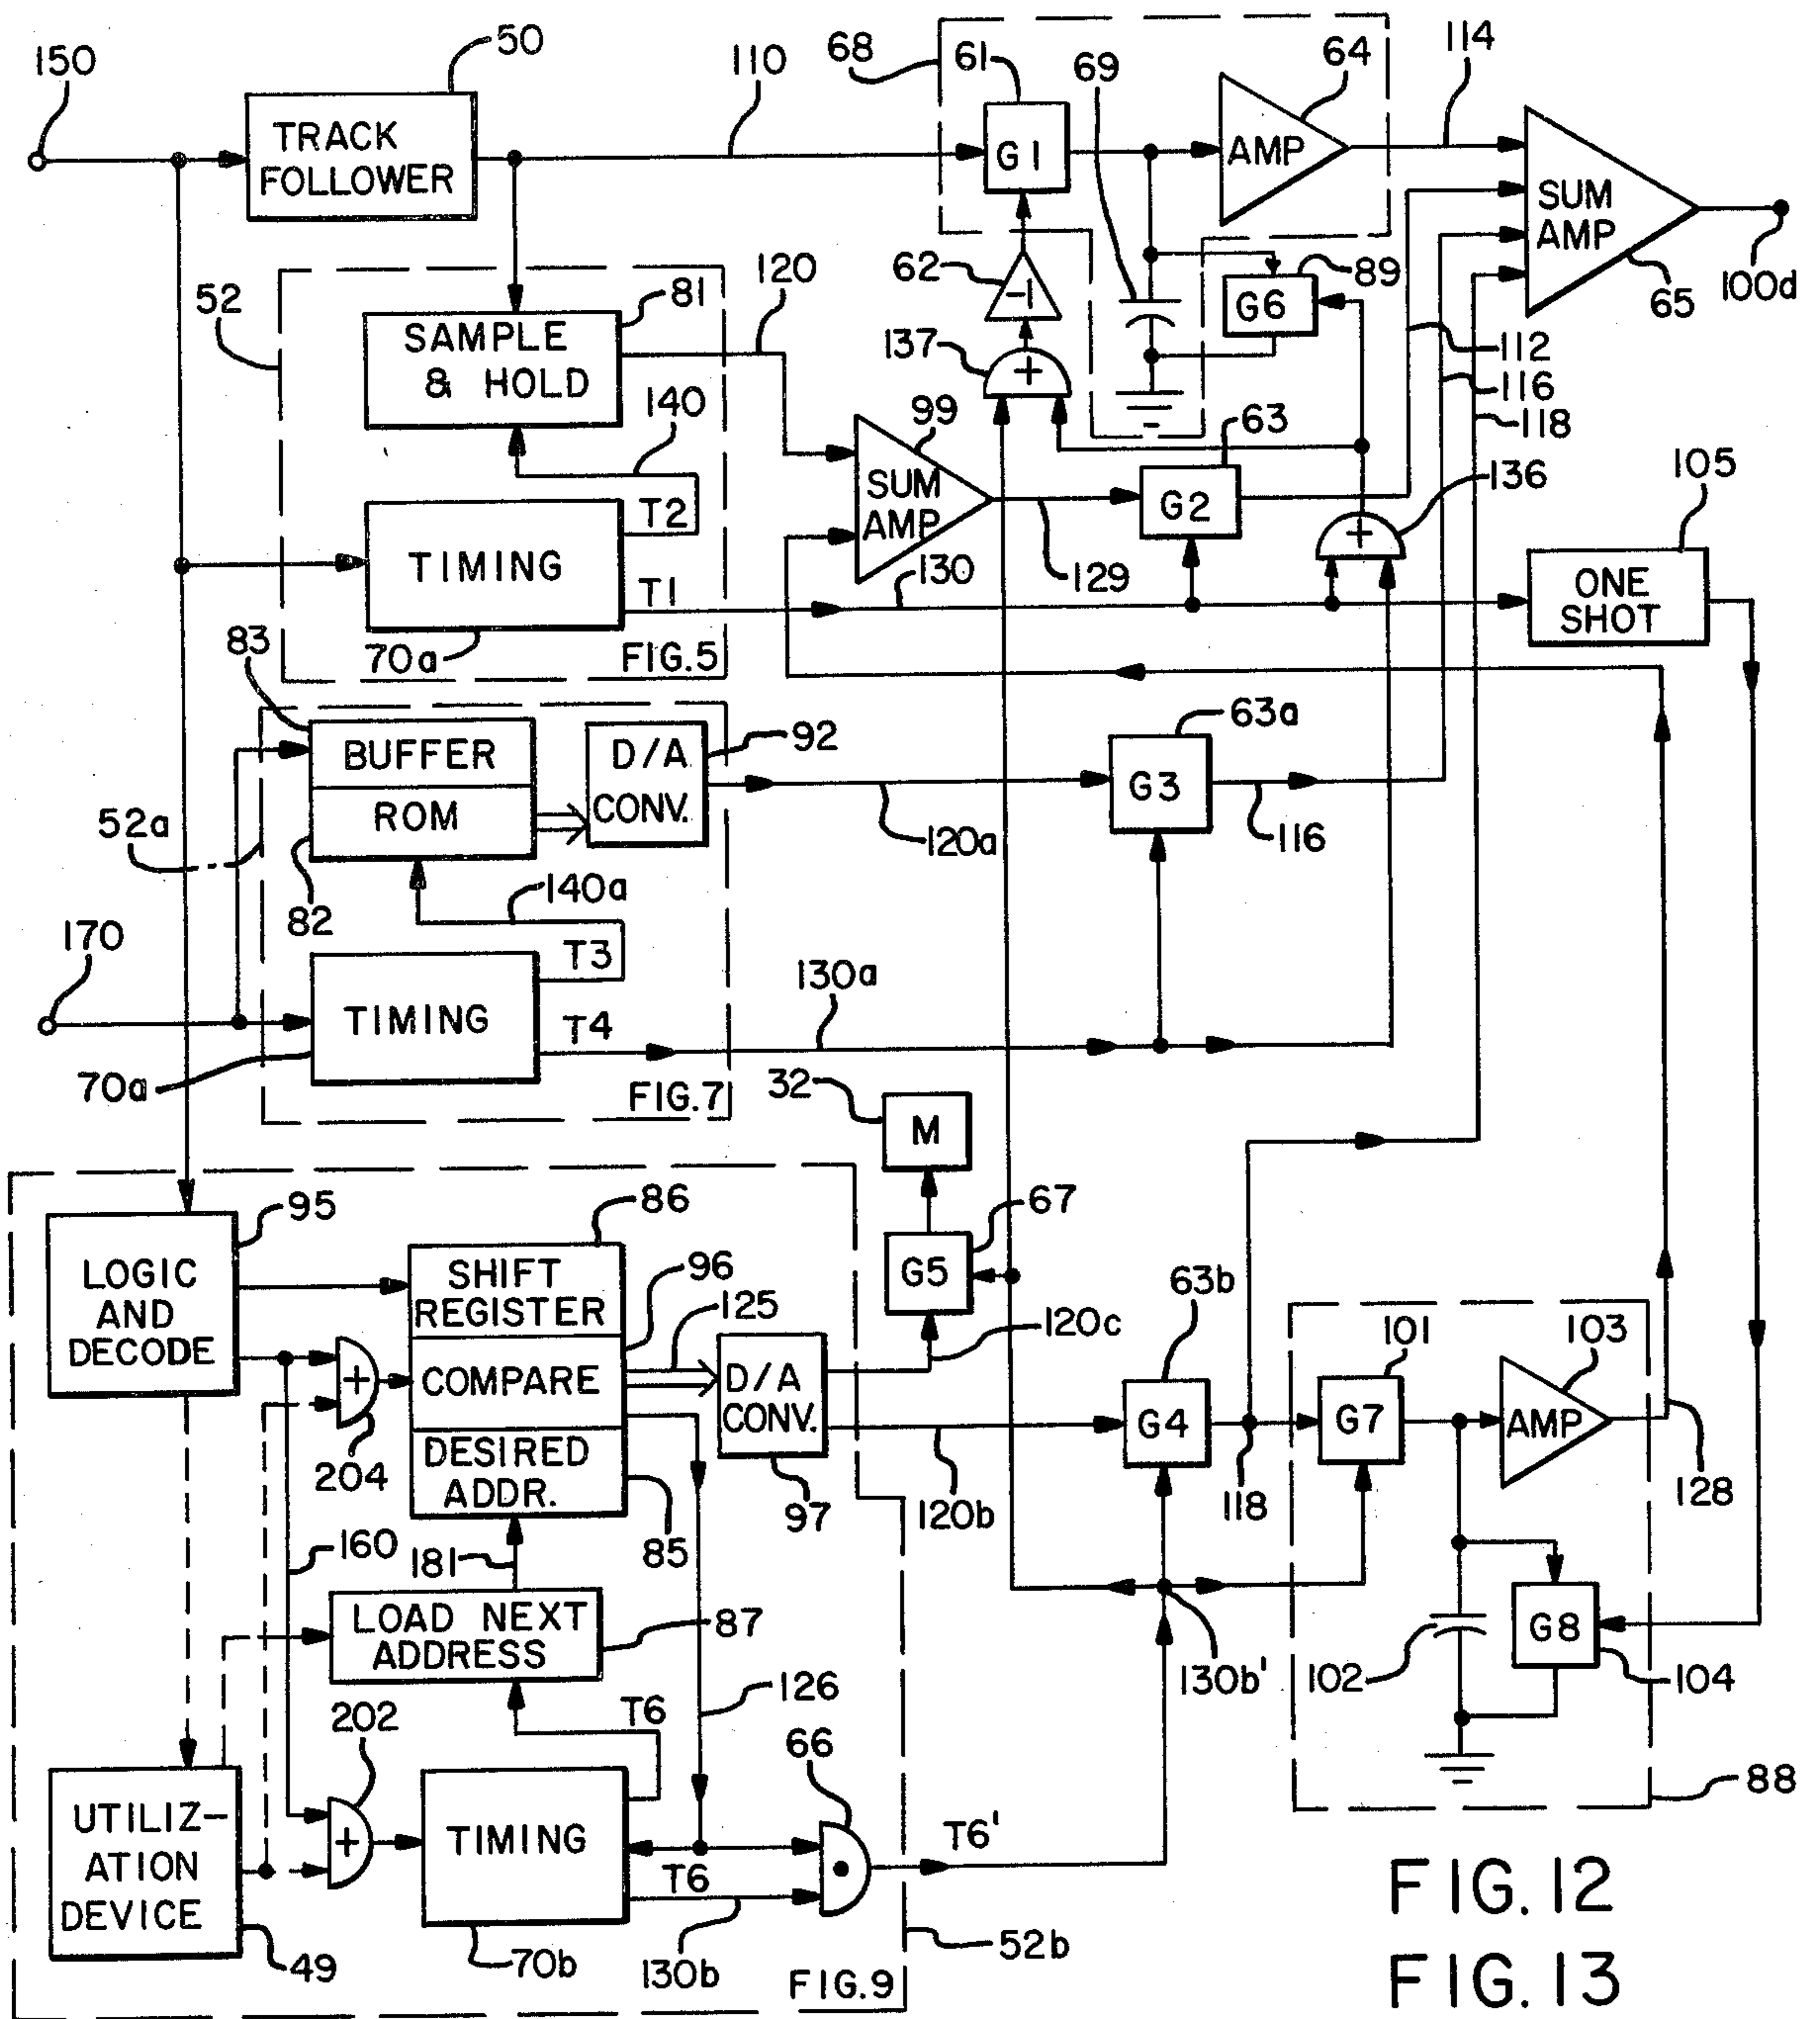 150
50
TRACK
FOLLOWER
110
68
61
G1
69
64
AMP
114
SUM
AMP
65
100d
52
81
SAMPLE
& HOLD
120
140
62
-1
137
+
G6
89
112
116
118
99
SUM
AMP
63
G2
129
136
+
105
ONE
SHOT
TIMING
T2
T1
130
70a
FIG.5
83
BUFFER
ROM
82
D/A
CONV.
92
52a
120a
63a
G3
116
140a
170
TIMING
T3
T4
130a
70a
FIG.7
32
M
95
LOGIC
AND
DECODE
86
SHIFT
REGISTER
96
COMPARE
125
DESIRED
ADDR.
85
D/A
CONV.
97
67
G5
120c
63b
G4
120b
118
101
G7
103
AMP
128
+
204
160
181
LOAD NEXT
ADDRESS
87
102
G8
104
130b'
126
202
+
T6
66
TIMING
T6
T6'
88
UTILIZ-
ATION
DEVICE
49
70b
130b
52b
FIG.9
FIG.12
FIG.13